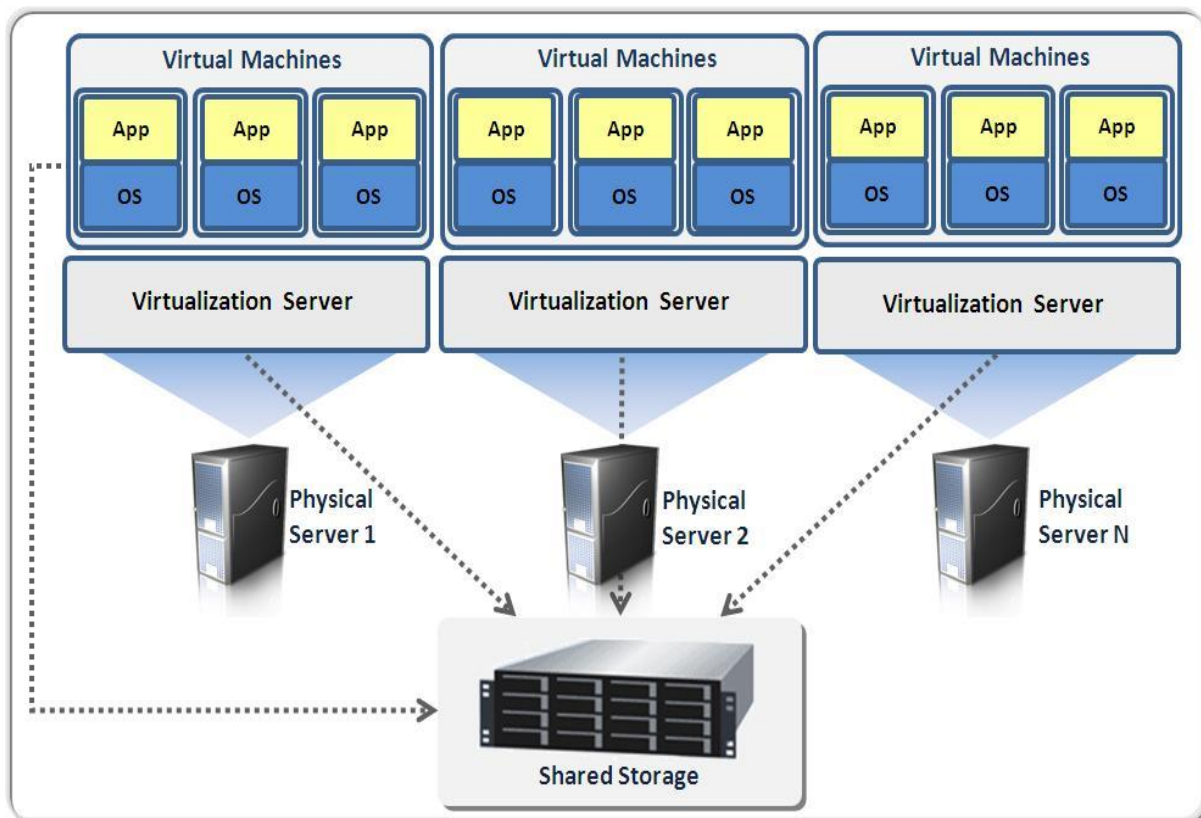 Virtual Machines
Virtual Machines
Virtual Machines
App
App
App
App
App
App
App
App
App
OS
OS
OS
OS
OS
OS
OS
OS
OS
Virtualization Server
Virtualization Server
Virtualization Server
Physical
Server 1
Physical
Server 2
Physical
Server N
Shared Storage